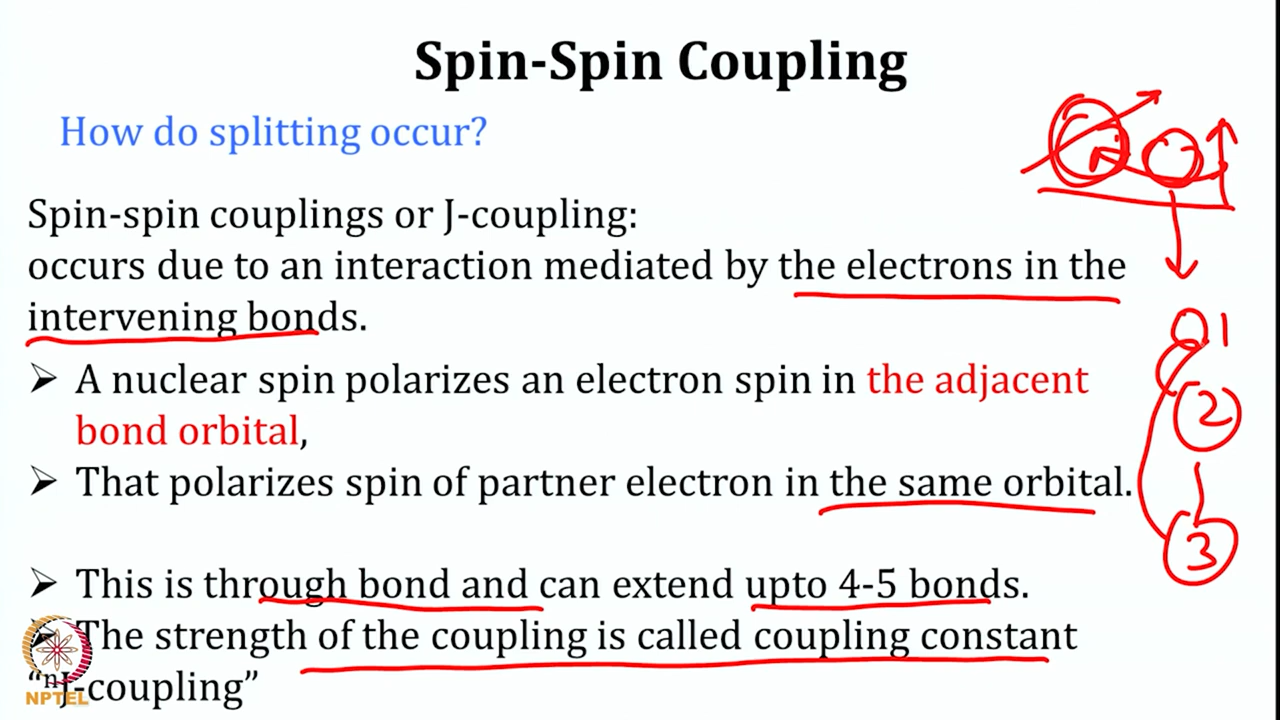 Spin-Spin Coupling
How do splitting occur?
Spin-spin couplings or J-coupling:
occurs due to an interaction mediated by the electrons in the
intervening bonds.
➤ A nuclear spin polarizes an electron spin in the adjacent
bond orbital,
➤ That polarizes spin of partner electron in the same orbital.
➤ This is through bond and can extend upto 4-5 bonds.
➤ The strength of the coupling is called coupling constant
“ⁿJ-coupling”
1
2
3
NPTEL